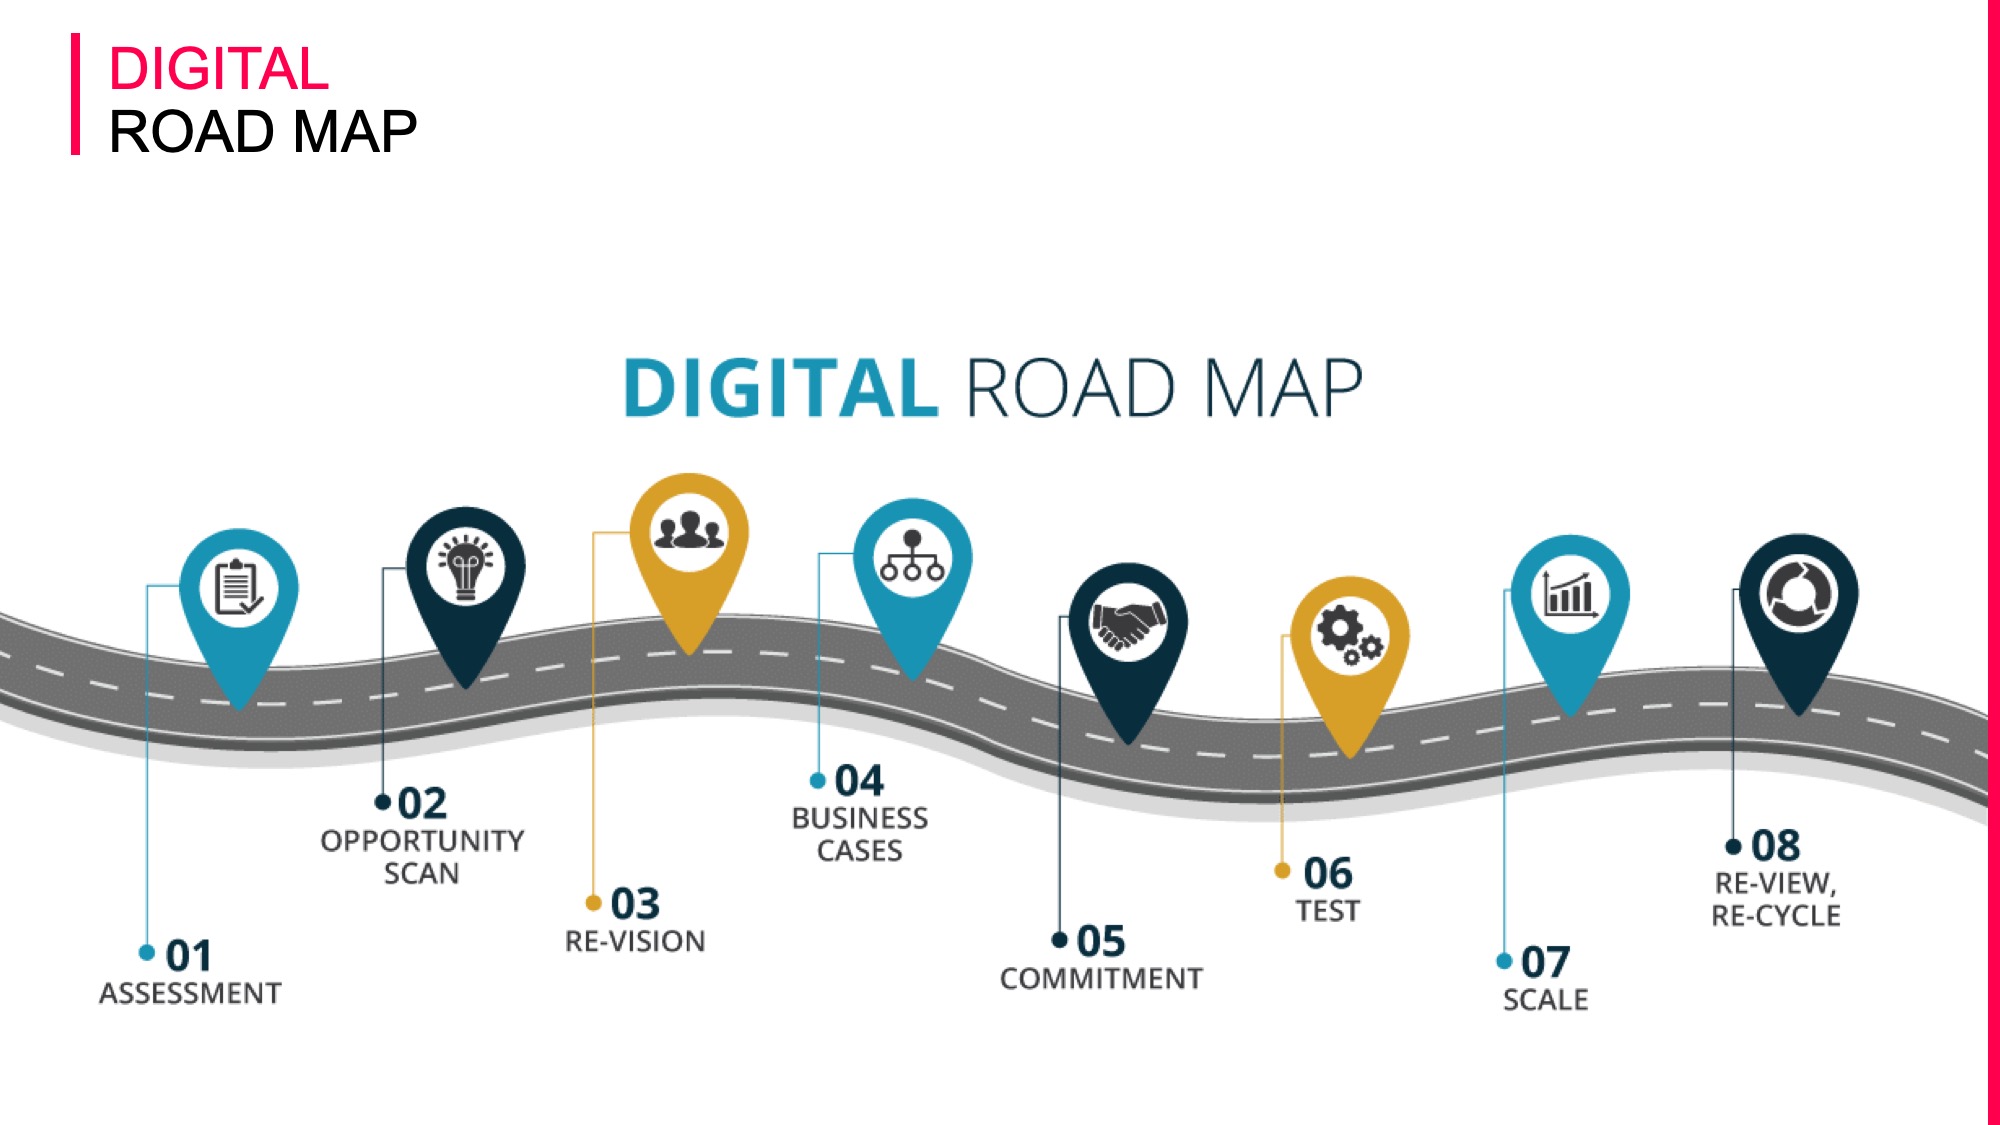 DIGITAL
ROAD MAP
DIGITAL ROAD MAP
01
ASSESSMENT
02
OPPORTUNITY
SCAN
03
RE-VISION
04
BUSINESS
CASES
05
COMMITMENT
06
TEST
07
SCALE
08
RE-VIEW,
RE-CYCLE